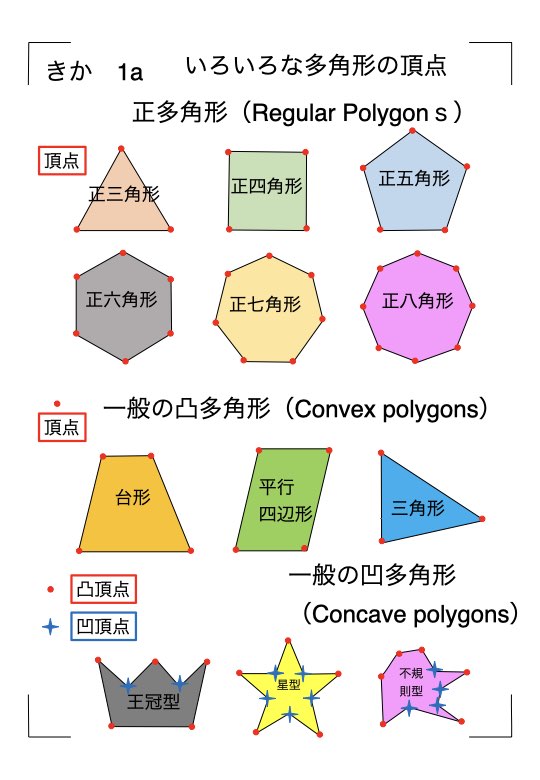 きか 1a いろいろな多角形の頂点
正多角形（Regular Polygonｓ）
頂点
正三角形
正四角形
正五角形
正六角形
正七角形
正八角形
一般の凸多角形（Convex polygons）
頂点
台形
平行
四辺形
三角形
一般の凹多角形
（Concave polygons）
凸頂点
凹頂点
王冠型
星型
不規
則型